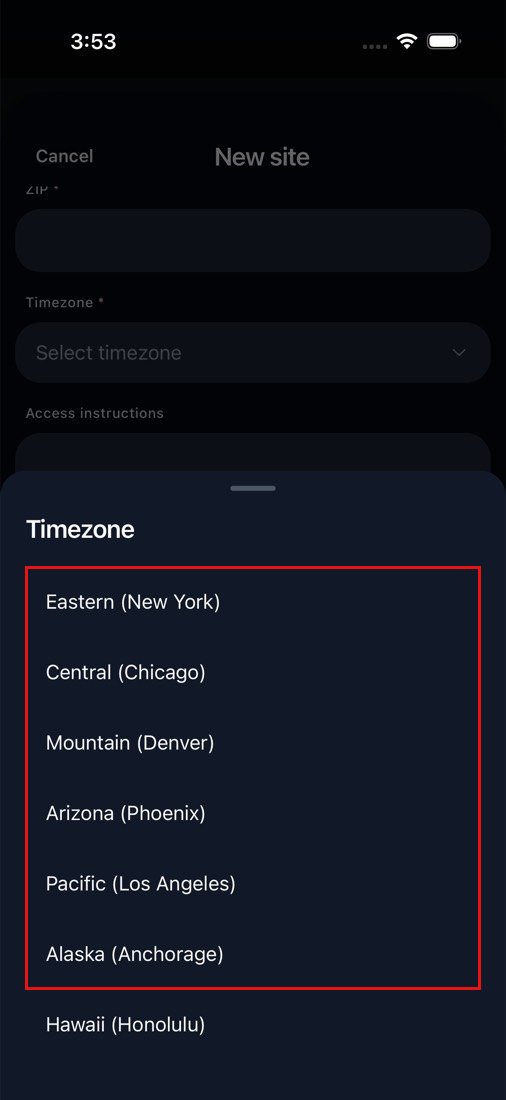 3:53
Cancel
New site
ZIP *
Timezone *
Select timezone
Access instructions
Timezone
Eastern (New York)
Central (Chicago)
Mountain (Denver)
Arizona (Phoenix)
Pacific (Los Angeles)
Alaska (Anchorage)
Hawaii (Honolulu)